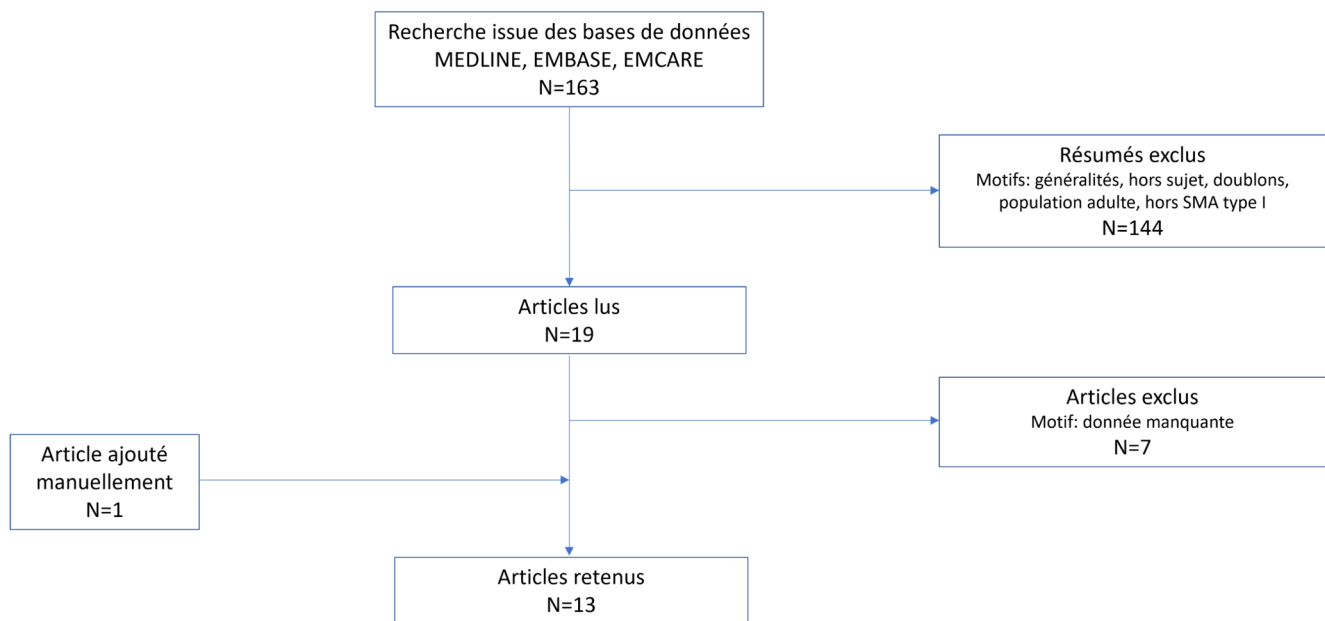 Recherche issue des bases de données
MEDLINE, EMBASE, EMCARE
N=163
Résumés exclus
Motifs: généralités, hors sujet, doublons,
population adulte, hors SMA type I
N=144
Articles lus
N=19
Articles exclus
Motif: donnée manquante
N=7
Article ajouté
manuellement
N=1
Articles retenus
N=13